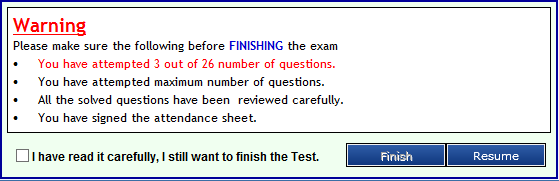 Warning
Please make sure the following before FINISHING the exam
• You have attempted 3 out of 26 number of questions.
• You have attempted maximum number of questions.
• All the solved questions have been reviewed carefully.
• You have signed the attendance sheet.
I have read it carefully, I still want to finish the Test.
Finish
Resume